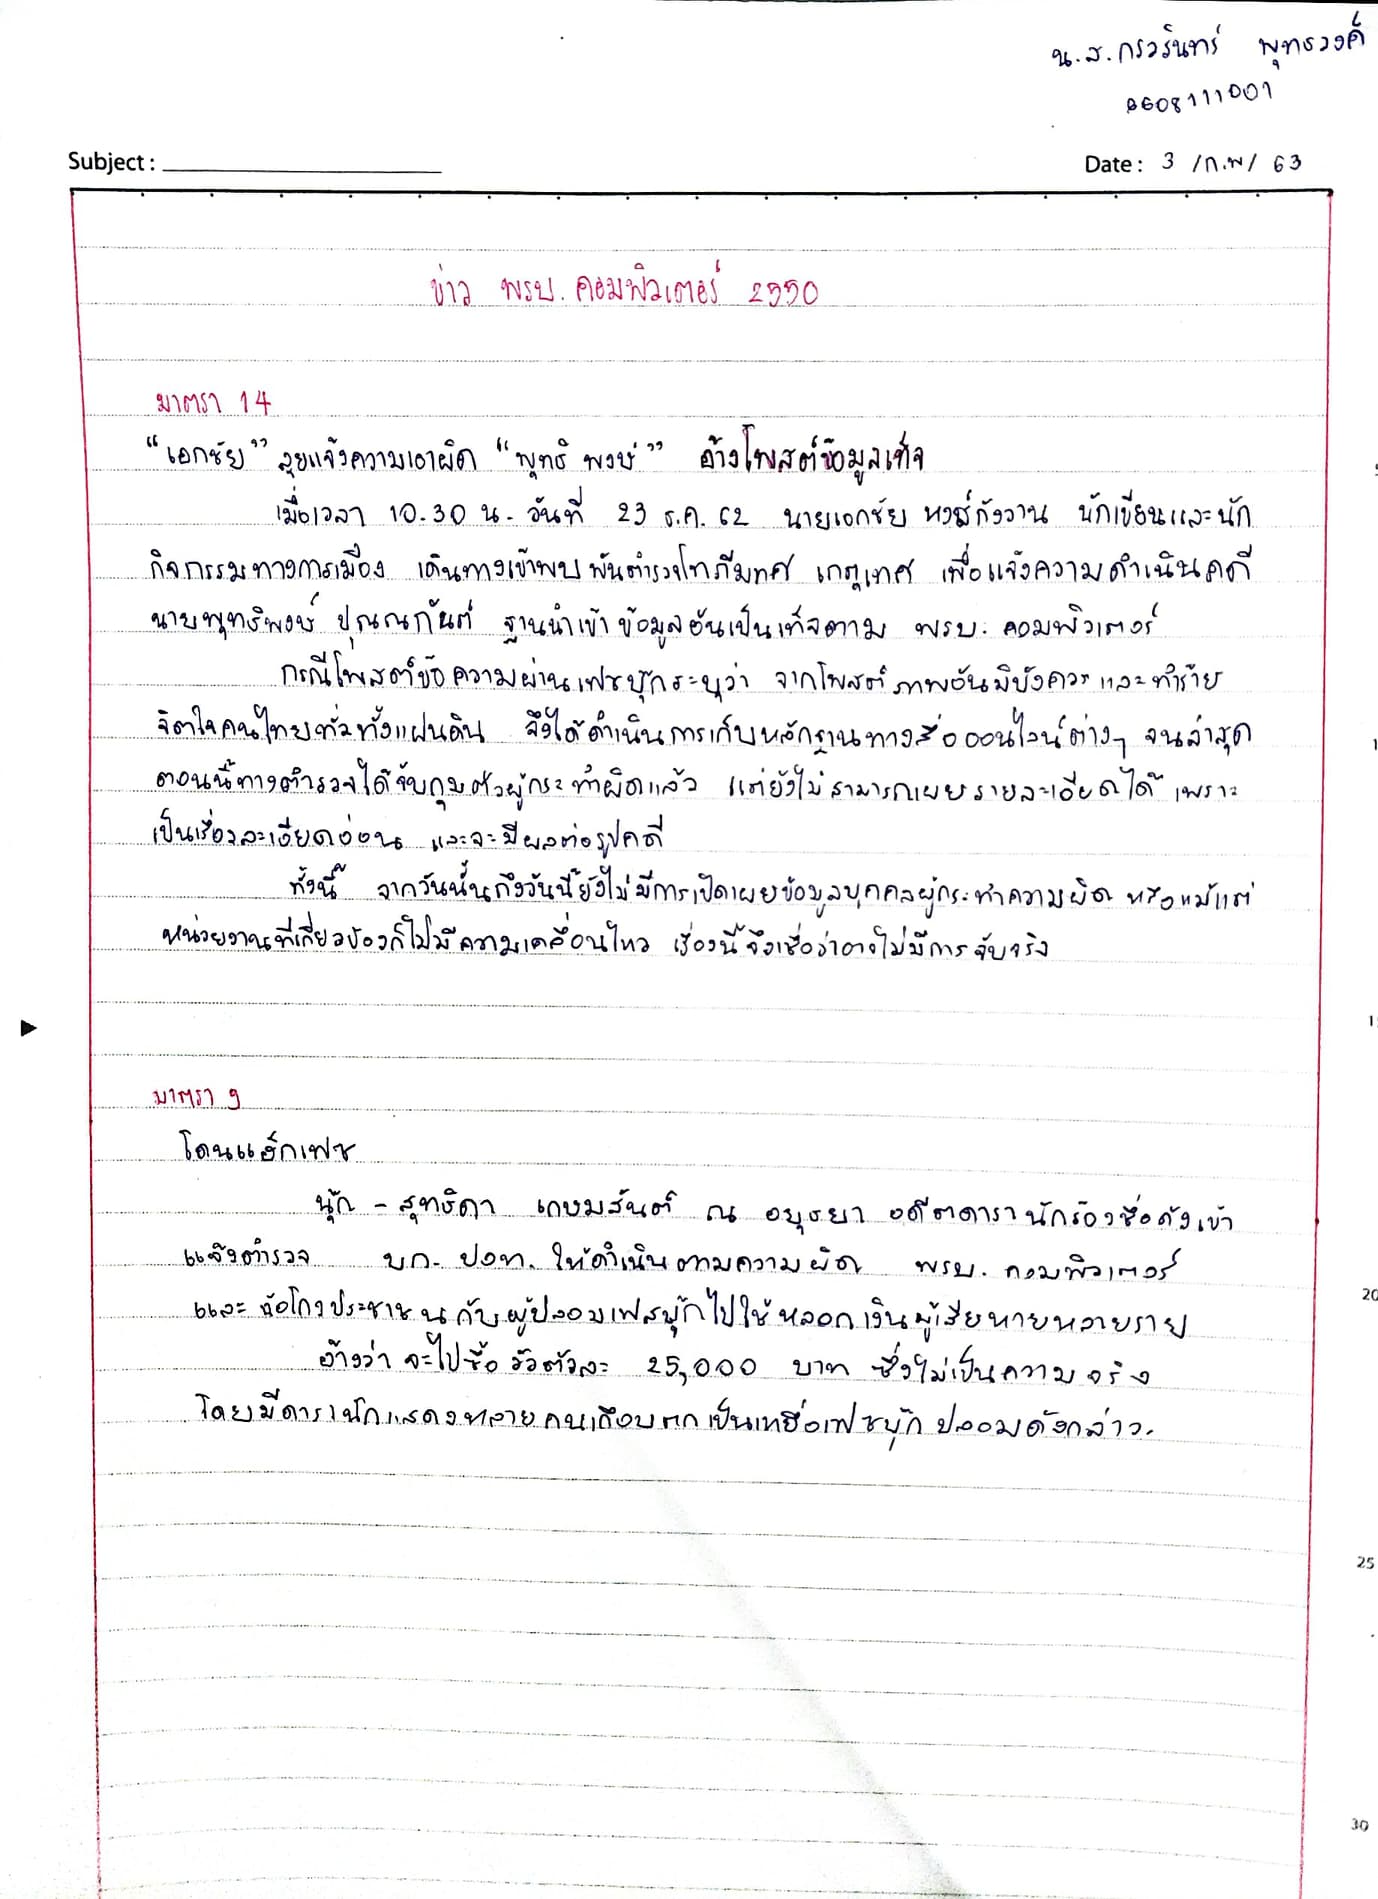 น.ส.กรวรินทร์ พุทธวงค์
6608111001
Subject :
Date : 3 /ก.พ/ 63
ข่าว พรบ. คอมพิวเตอร์ 2550
มาตรา 14
“เอกชัย” ลุยแจ้งความเอาผิด “พุทธิพงษ์” อ้างโพสต์ข้อมูลเท็จ
เมื่อเวลา 10.30 น. วันที่ 23 ธ.ค. 62 นายเอกชัย หงส์กังวาน นักเขียนและนัก
กิจกรรมทางการเมือง เดินทางเข้าพบ พันตำรวจโทภีมทศ เกตุเทศ เพื่อแจ้งความดำเนินคดี
นายพุทธิพงษ์ ปุณณกันต์ ฐานนำเข้าข้อมูลอันเป็นเท็จตาม พรบ. คอมพิวเตอร์
กรณีโพสต์ข้อความผ่านเฟซบุ๊กระบุว่า จากโพสต์ภาพอันมิบังควร และทำร้าย
จิตใจคนไทยทั่วทั้งแผ่นดิน จึงได้ดำเนินการเก็บหลักฐานทางสื่อออนไลน์ต่างๆ จนล่าสุด
ตอนนี้ทางตำรวจได้จับกุมตัวผู้กระทำผิดแล้ว แต่ยังไม่สามารถเผยรายละเอียดได้ เพราะ
เป็นเรื่องละเอียดอ่อน และจะมีผลต่อรูปคดี
ทั้งนี้ จากวันนั้นถึงวันนี้ยังไม่มีการเปิดเผยข้อมูลบุคคลผู้กระทำความผิด หรือแม้แต่
หน่วยงานที่เกี่ยวข้องก็ไม่มีความเคลื่อนไหว เรื่องนี้จึงเชื่อว่าอาจไม่มีการจับจริง
15
มาตรา 9
โดนแฮ็กเฟซ
นุ๊ก - สุทธิดา เกษมสันต์ ณ อยุธยา อดีตดารานักร้องชื่อดังเข้า
แจ้งตำรวจ บก. ปอท. ให้ดำเนินตามความผิด พรบ. คอมพิวเตอร์
20
และฉ้อโกงประชาชนกับผู้ปลอมเฟสบุ๊กไปใช้หลอกเงินผู้เสียหายหลายราย
อ้างว่าจะไปซื้อวัวตัวละ 25,000 บาท ซึ่งไม่เป็นความจริง
โดยมีดารานักแสดงหลายคนเกือบตกเป็นเหยื่อเฟซบุ๊กปลอมดังกล่าว.
25
30